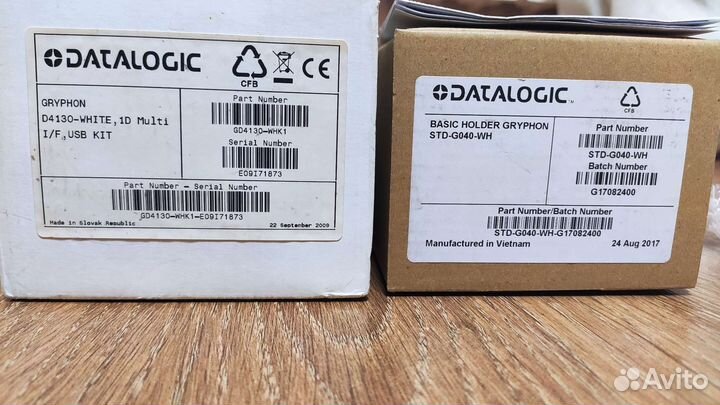 DATALOGIC
CFB
CE
GRYPHON
D4130-WHITE,1D Multi
I/F,USB KIT
Part Number
GD4130-WHK1
Serial Number
E09I71873
Part Number - Serial Number
GD4130-WHK1-E09I71873
Made in Slovak Republic
22 September 2009
DATALOGIC™
CFB
BASIC HOLDER GRYPHON
STD-G040-WH
Part Number
STD-G040-WH
Batch Number
G17082400
Part Number/Batch Number
STD-G040-WH-G17082400
Manufactured in Vietnam
24 Aug 2017
Avito